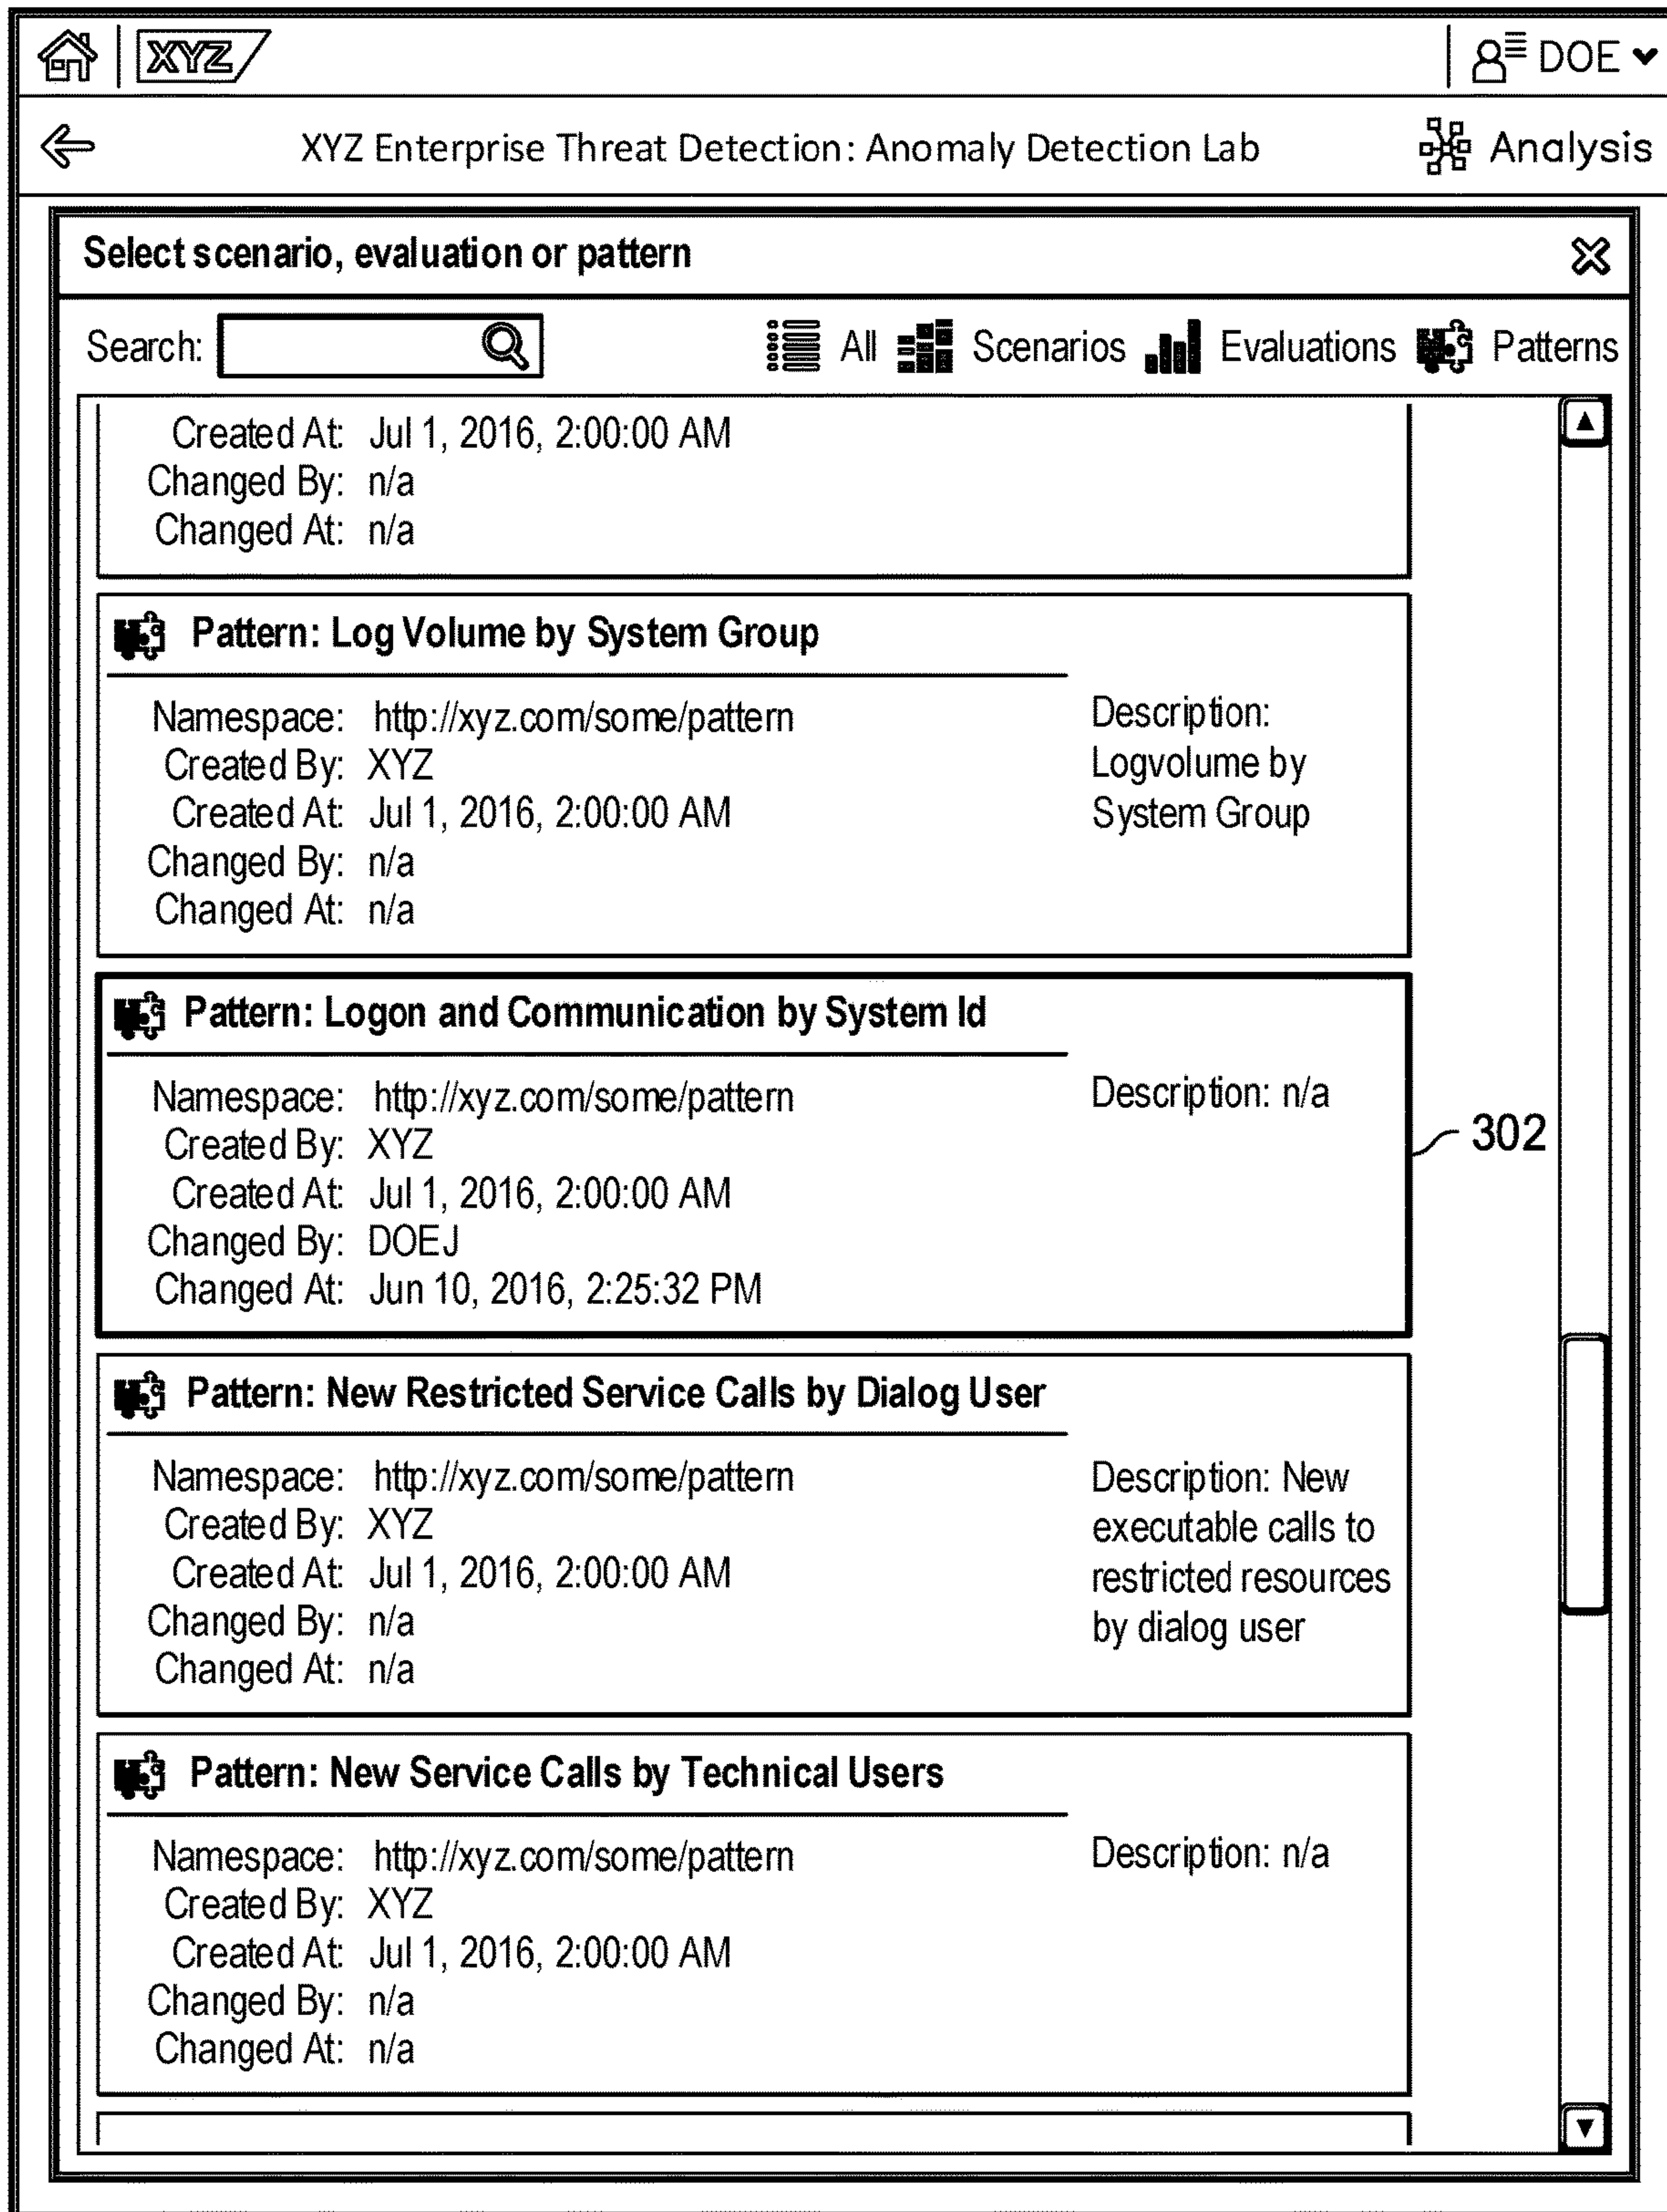 XYZ DOE
XYZ Enterprise Threat Detection: Anomaly Detection Lab Analysis
Select scenario, evaluation or pattern
Search: All Scenarios Evaluations Patterns
Created At: Jul 1, 2016, 2:00:00 AM
Changed By: n/a
Changed At: n/a
Pattern: Log Volume by System Group
Namespace: http://xyz.com/some/pattern
Created By: XYZ
Created At: Jul 1, 2016, 2:00:00 AM
Changed By: n/a
Changed At: n/a
Description:
Logvolume by
System Group
Pattern: Logon and Communication by System Id
Namespace: http://xyz.com/some/pattern
Created By: XYZ
Created At: Jul 1, 2016, 2:00:00 AM
Changed By: DOEJ
Changed At: Jun 10, 2016, 2:25:32 PM
Description: n/a
302
Pattern: New Restricted Service Calls by Dialog User
Namespace: http://xyz.com/some/pattern
Created By: XYZ
Created At: Jul 1, 2016, 2:00:00 AM
Changed By: n/a
Changed At: n/a
Description: New
executable calls to
restricted resources
by dialog user
Pattern: New Service Calls by Technical Users
Namespace: http://xyz.com/some/pattern
Created By: XYZ
Created At: Jul 1, 2016, 2:00:00 AM
Changed By: n/a
Changed At: n/a
Description: n/a